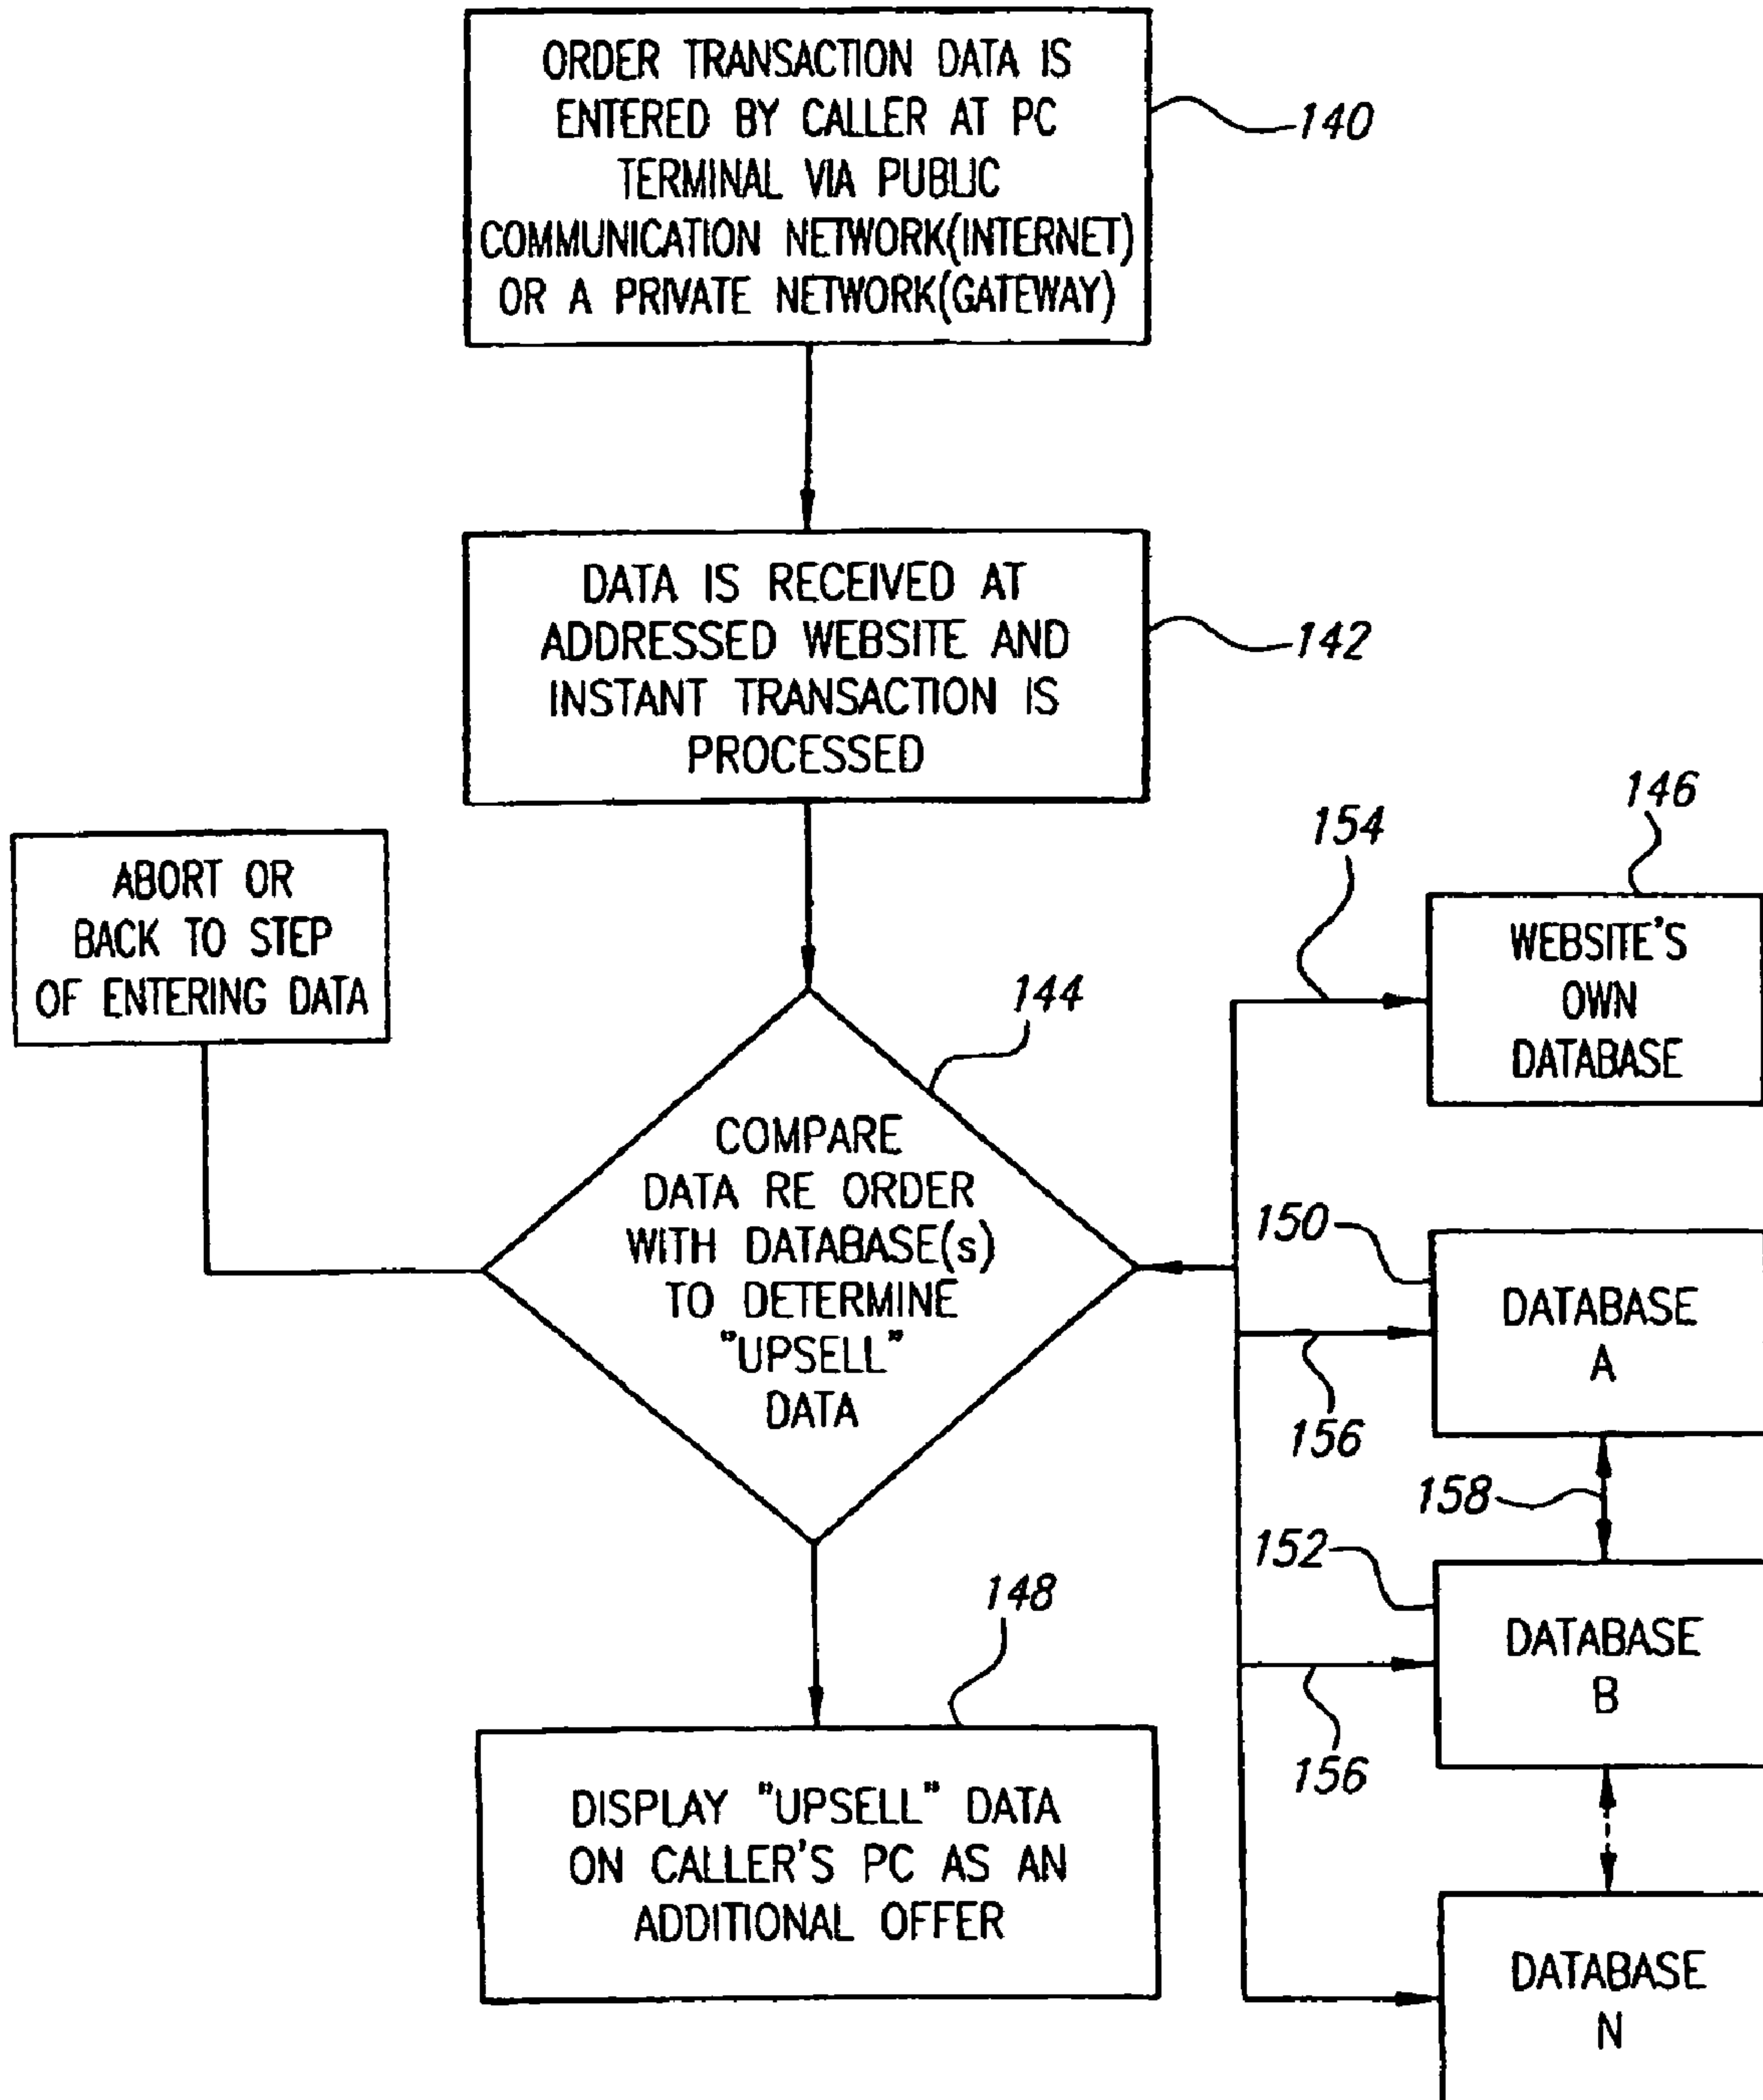 ORDER TRANSACTION DATA IS
ENTERED BY CALLER AT PC
TERMINAL VIA PUBLIC
COMMUNICATION NETWORK(INTERNET)
OR A PRIVATE NETWORK(GATEWAY)
140
DATA IS RECEIVED AT
ADDRESSED WEBSITE AND
INSTANT TRANSACTION IS
PROCESSED
142
ABORT OR
BACK TO STEP
OF ENTERING DATA
144
COMPARE
DATA RE ORDER
WITH DATABASE(s)
TO DETERMINE
"UPSELL"
DATA
154
146
WEBSITE'S
OWN
DATABASE
150
DATABASE
A
156
158
152
DATABASE
B
156
148
DISPLAY "UPSELL" DATA
ON CALLER'S PC AS AN
ADDITIONAL OFFER
DATABASE
N